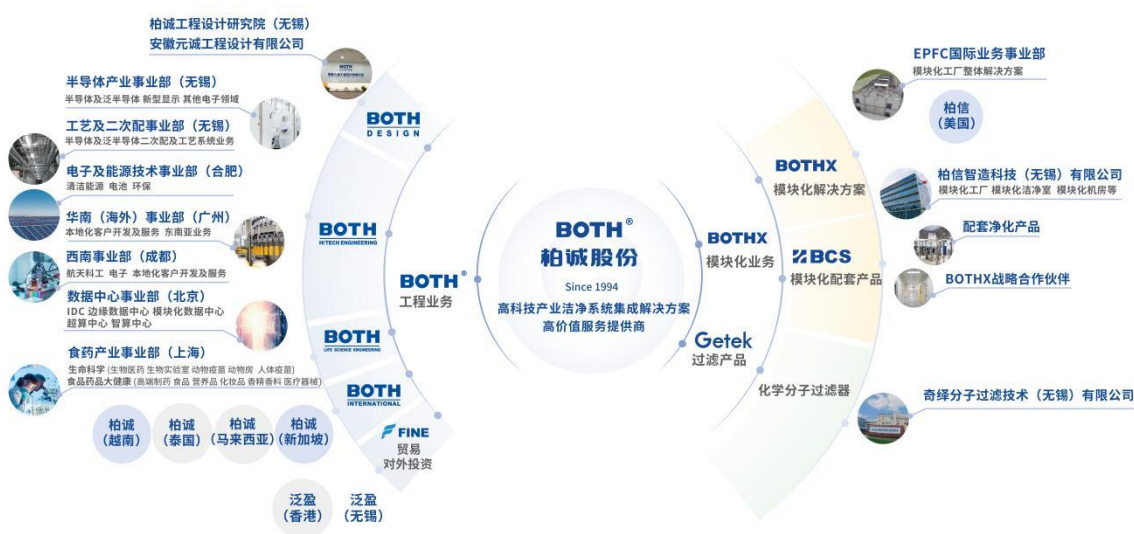 柏诚工程设计研究院（无锡）
安徽元诚工程设计有限公司
半导体产业事业部（无锡）
半导体及泛半导体 新型显示 其他电子领域
工艺及二次配事业部（无锡）
半导体及泛半导体二次配及工艺系统业务
电子及能源技术事业部（合肥）
清洁能源 电池 环保
华南（海外）事业部（广州）
本地化客户开发及服务 东南亚业务
西南事业部（成都）
航天科工 电子 本地化客户开发及服务
数据中心事业部（北京）
IDC 边缘数据中心 模块化数据中心
超算中心 智算中心
食药产业事业部（上海）
生命科学 (生物医药 生物实验室 动物疫苗 动物房 人体疫苗)
食品药品大健康 (高端制药 食品 营养品 化妆品 香精香料 医疗器械)
柏诚
（越南）
柏诚
（泰国）
柏诚
（马来西亚）
柏诚
（新加坡）
泛盈
（香港）
泛盈
（无锡）
BOTH
DESIGN
BOTH
HI-TECH ENGINEERING
BOTH
LIFE SCIENCE ENGINEERING
BOTH
INTERNATIONAL
FINE
贸易
对外投资
BOTH®
工程业务
BOTH®
柏诚股份
Since 1994
高科技产业洁净系统集成解决方案
高价值服务提供商
BOTHX
模块化业务
Getek
过滤产品
BOTHX
模块化解决方案
BCS
模块化配套产品
化学分子过滤器
EPFC国际业务事业部
模块化工厂整体解决方案
柏信
（美国）
柏信智造科技（无锡）有限公司
模块化工厂 模块化洁净室 模块化机房等
配套净化产品
BOTHX战略合作伙伴
奇绎分子过滤技术（无锡）有限公司